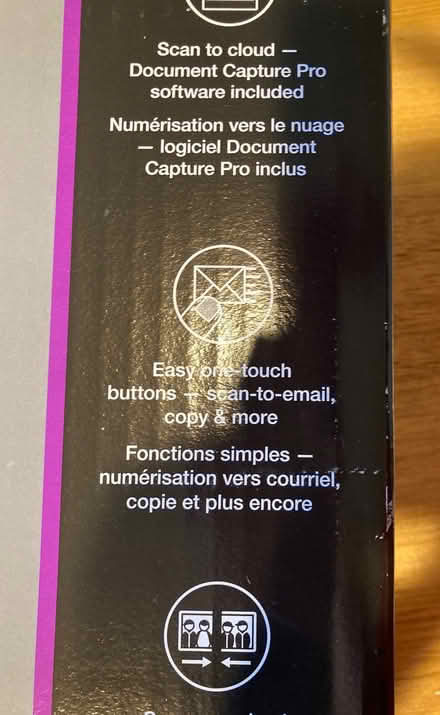 Scan to cloud —
Document Capture Pro
software included
Numérisation vers le nuage
— logiciel Document
Capture Pro inclus
Easy one-touch
buttons — scan-to-email,
copy & more
Fonctions simples —
numérisation vers courriel,
copie et plus encore